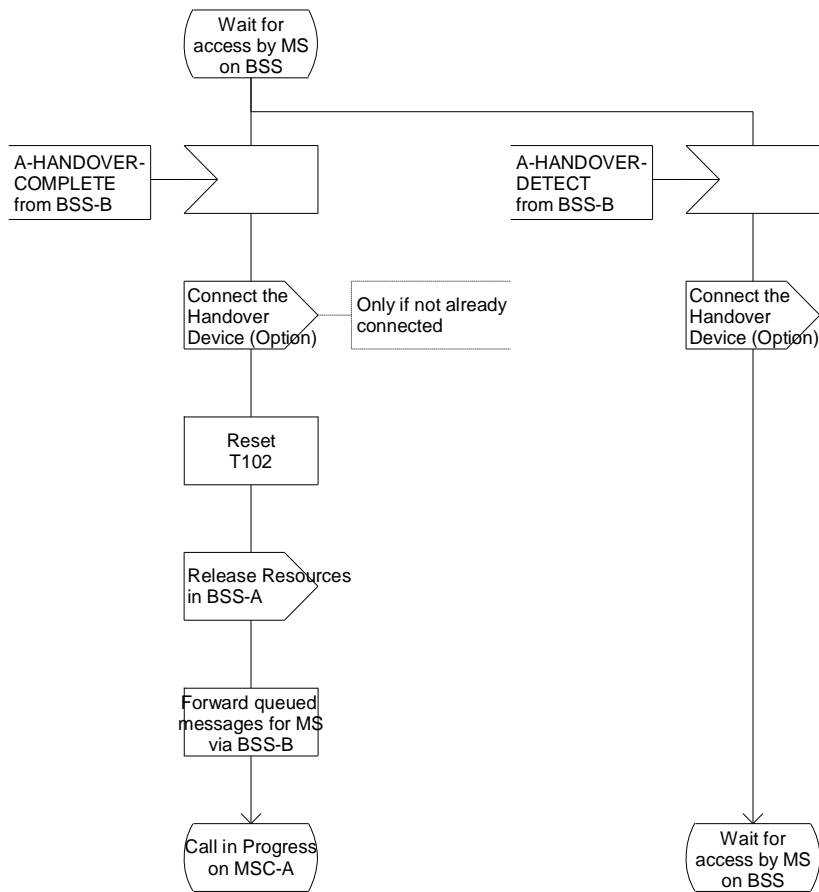 Wait for
access by MS
on BSS
A-HANDOVER-
COMPLETE
from BSS-B
A-HANDOVER-
DETECT
from BSS-B
Connect the
Handover
Device (Option)
Only if not already
connected
Connect the
Handover
Device (Option)
Reset
T102
Release Resources
in BSS-A
Forward queued
messages for MS
via BSS-B
Call in Progress
on MSC-A
Wait for
access by MS
on BSS